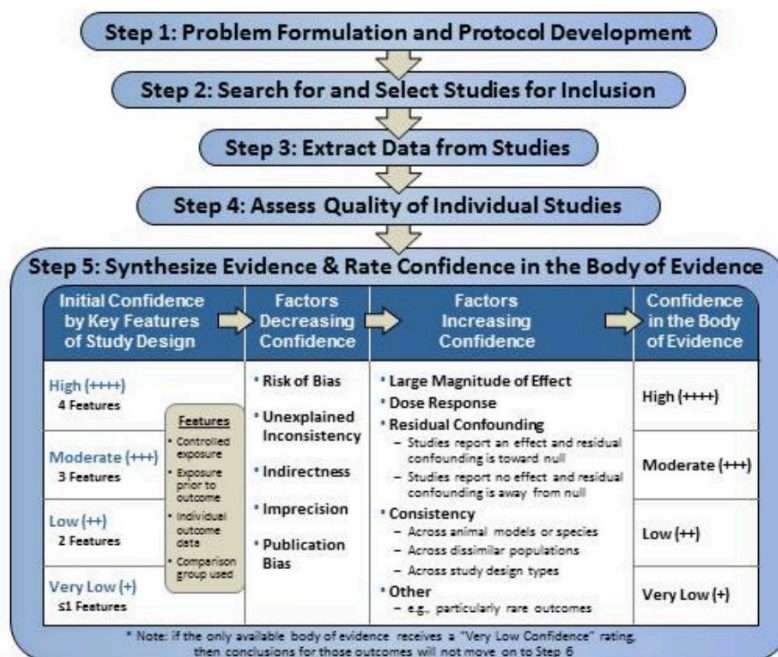 Step 1: Problem Formulation and Protocol Development
Step 2: Search for and Select Studies for Inclusion
Step 3: Extract Data from Studies
Step 4: Assess Quality of Individual Studies
Step 5: Synthesize Evidence & Rate Confidence in the Body of Evidence
Initial Confidence
by Key Features
of Study Design
Factors
Decreasing
Confidence
Factors
Increasing
Confidence
Confidence
in the Body
of Evidence
High (++++)
4 Features
Moderate (+++)
3 Features
Low (++)
2 Features
Very Low (+)
≤1 Features
Features
• Controlled
exposure
• Exposure
prior to
outcome
• Individual
outcome
data
• Comparison
group used
• Risk of Bias
• Unexplained
Inconsistency
• Indirectness
• Imprecision
• Publication
Bias
• Large Magnitude of Effect
• Dose Response
• Residual Confounding
– Studies report an effect and residual
confounding is toward null
– Studies report no effect and residual
confounding is away from null
• Consistency
– Across animal models or species
– Across dissimilar populations
– Across study design types
• Other
– e.g., particularly rare outcomes
High (++++)
Moderate (+++)
Low (++)
Very Low (+)
* Note: if the only available body of evidence receives a "Very Low Confidence" rating,
then conclusions for those outcomes will not move on to Step 6